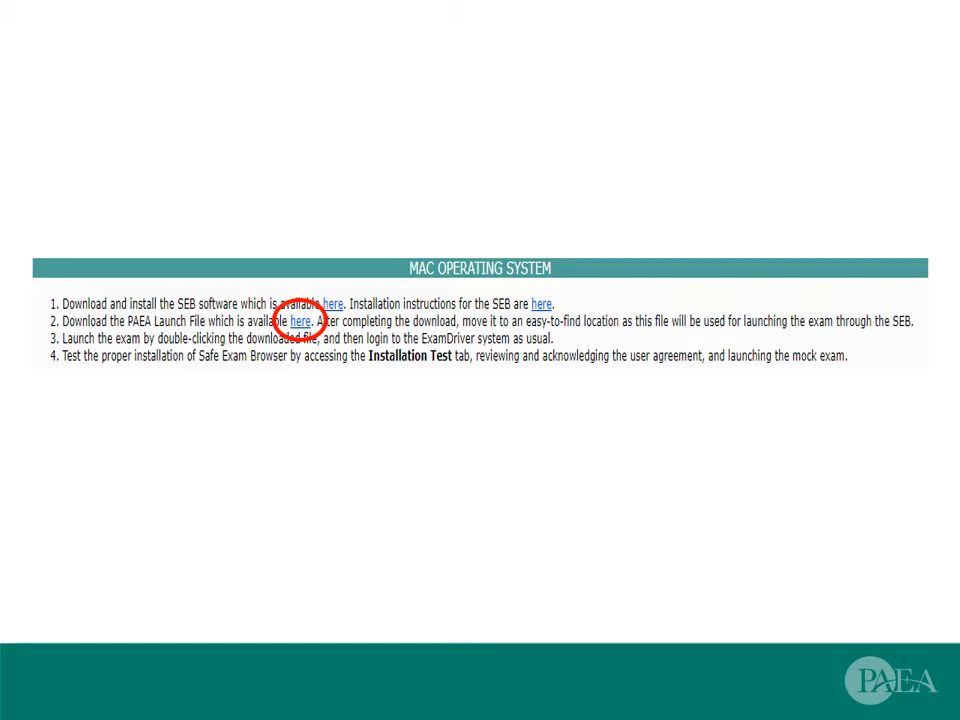 MAC OPERATING SYSTEM
1. Download and install the SEB software which is available here. Installation instructions for the SEB are here.
2. Download the PAEA Launch File which is available here. After completing the download, move it to an easy-to-find location as this file will be used for launching the exam through the SEB.
3. Launch the exam by double-clicking the downloaded file, and then login to the ExamDriver system as usual.
4. Test the proper installation of Safe Exam Browser by accessing the Installation Test tab, reviewing and acknowledging the user agreement, and launching the mock exam.
PAEA